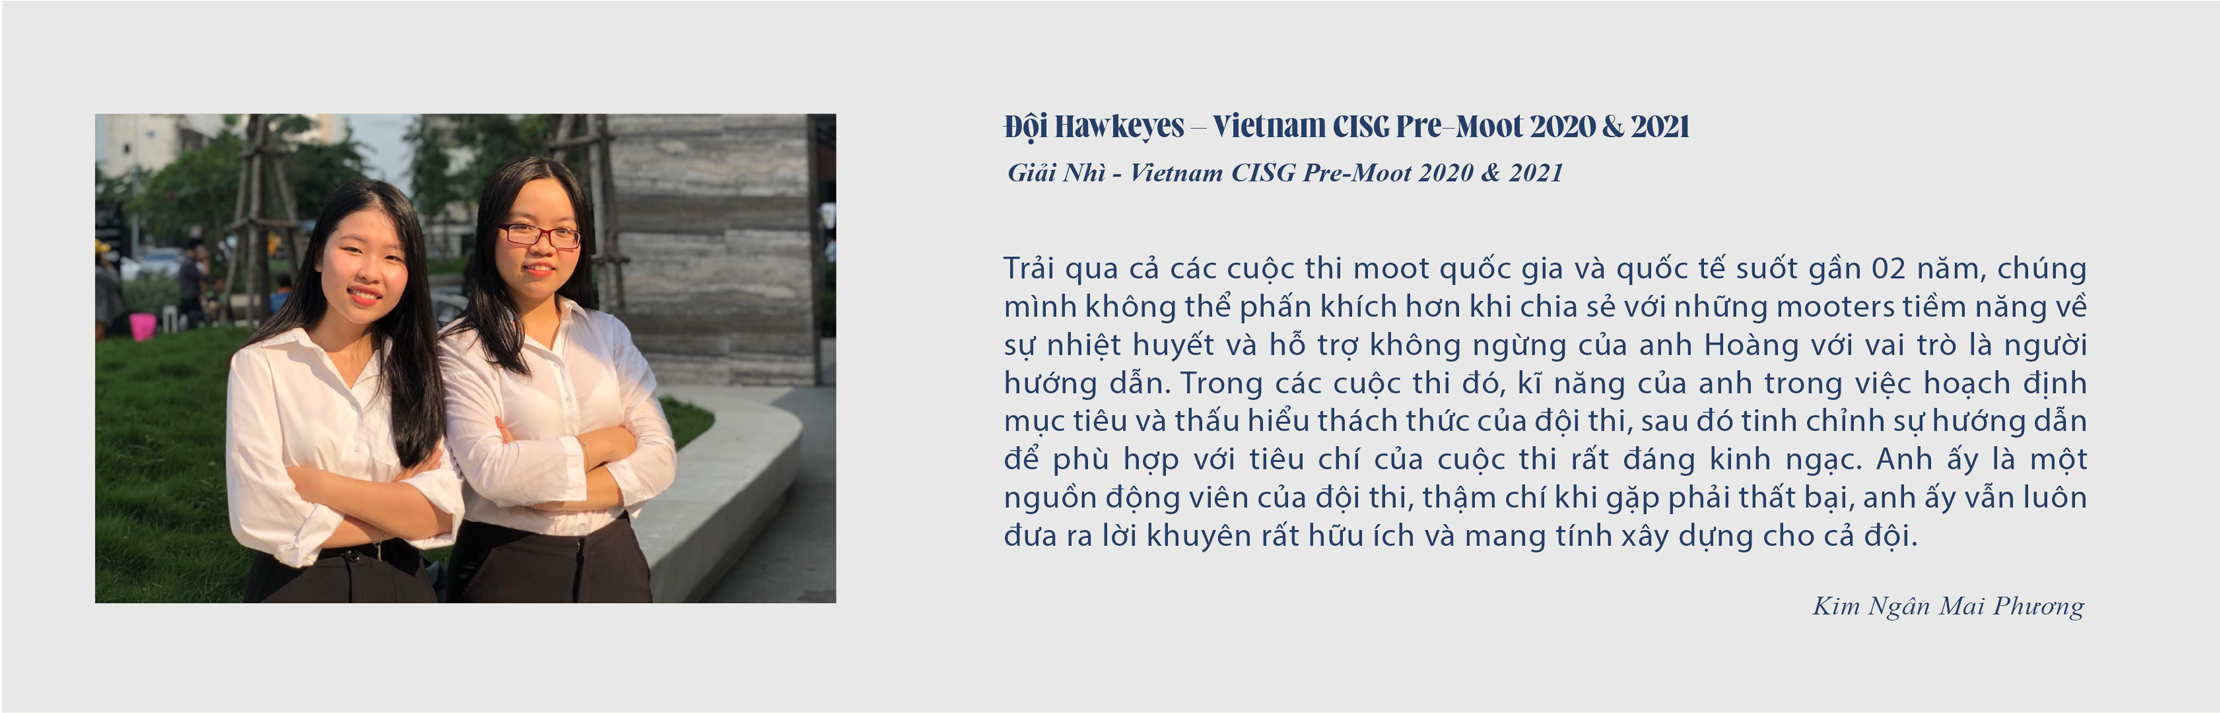 Đội Hawkeyes – Vietnam CISG Pre-Moot 2020 & 2021
Giải Nhì - Vietnam CISG Pre-Moot 2020 & 2021
Trải qua cả các cuộc thi moot quốc gia và quốc tế suốt gần 02 năm, chúng
mình không thể phấn khích hơn khi chia sẻ với những mooters tiềm năng về
sự nhiệt huyết và hỗ trợ không ngừng của anh Hoàng với vai trò là người
hướng dẫn. Trong các cuộc thi đó, kĩ năng của anh trong việc hoạch định
mục tiêu và thấu hiểu thách thức của đội thi, sau đó tinh chỉnh sự hướng dẫn
để phù hợp với tiêu chí của cuộc thi rất đáng kinh ngạc. Anh ấy là một
nguồn động viên của đội thi, thậm chí khi gặp phải thất bại, anh ấy vẫn luôn
đưa ra lời khuyên rất hữu ích và mang tính xây dựng cho cả đội.
Kim Ngân Mai Phương